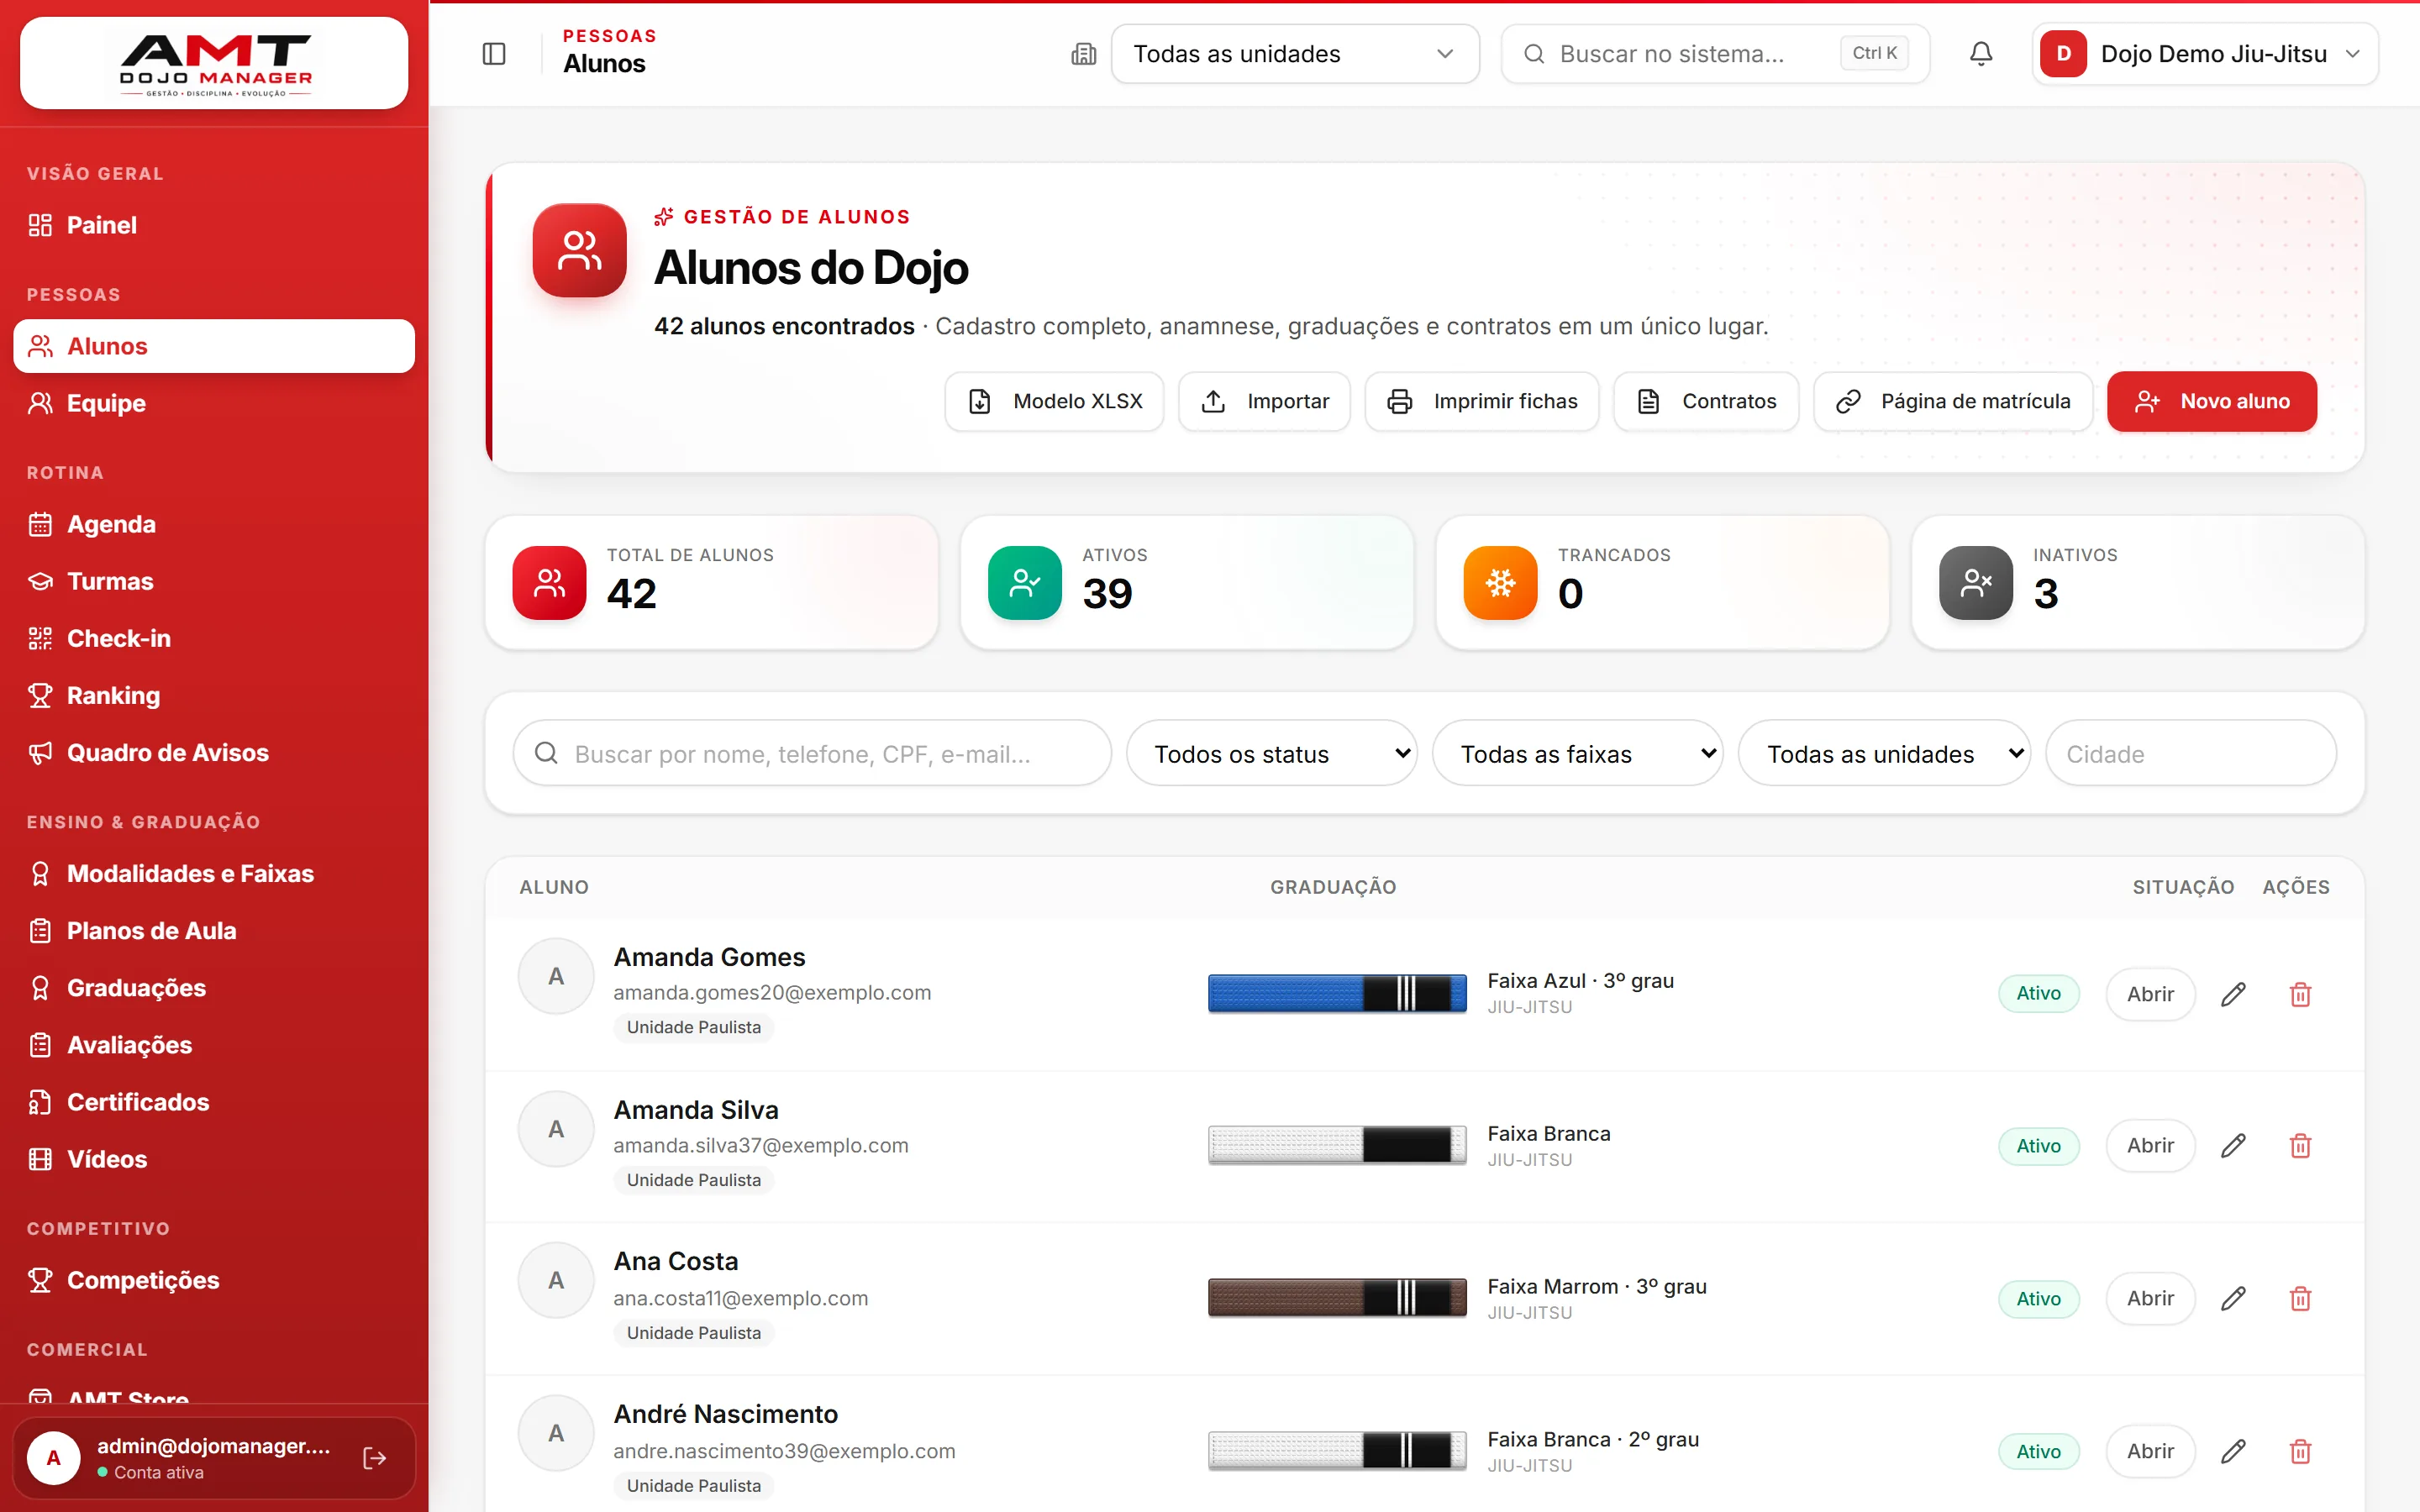 AMT
DOJO MANAGER
GESTÃO • DISCIPLINA • EVOLUÇÃO
VISÃO GERAL
Painel
PESSOAS
Alunos
Equipe
ROTINA
Agenda
Turmas
Check-in
Ranking
Quadro de Avisos
ENSINO & GRADUAÇÃO
Modalidades e Faixas
Planos de Aula
Graduações
Avaliações
Certificados
Vídeos
COMPETITIVO
Competições
COMERCIAL
AMT Store
A
admin@dojomanager....
Conta ativa
PESSOAS
Alunos
Todas as unidades
Buscar no sistema...
Ctrl K
D
Dojo Demo Jiu-Jitsu
GESTÃO DE ALUNOS
Alunos do Dojo
42 alunos encontrados · Cadastro completo, anamnese, graduações e contratos em um único lugar.
Modelo XLSX
Importar
Imprimir fichas
Contratos
Página de matrícula
Novo aluno
TOTAL DE ALUNOS
42
ATIVOS
39
TRANCADOS
0
INATIVOS
3
Buscar por nome, telefone, CPF, e-mail...
Todos os status
Todas as faixas
Todas as unidades
Cidade
ALUNO
GRADUAÇÃO
SITUAÇÃO
AÇÕES
A
Amanda Gomes
amanda.gomes20@exemplo.com
Unidade Paulista
Faixa Azul · 3º grau
JIU-JITSU
Ativo
Abrir
A
Amanda Silva
amanda.silva37@exemplo.com
Unidade Paulista
Faixa Branca
JIU-JITSU
Ativo
Abrir
A
Ana Costa
ana.costa11@exemplo.com
Unidade Paulista
Faixa Marrom · 3º grau
JIU-JITSU
Ativo
Abrir
A
André Nascimento
andre.nascimento39@exemplo.com
Unidade Paulista
Faixa Branca · 2º grau
JIU-JITSU
Ativo
Abrir